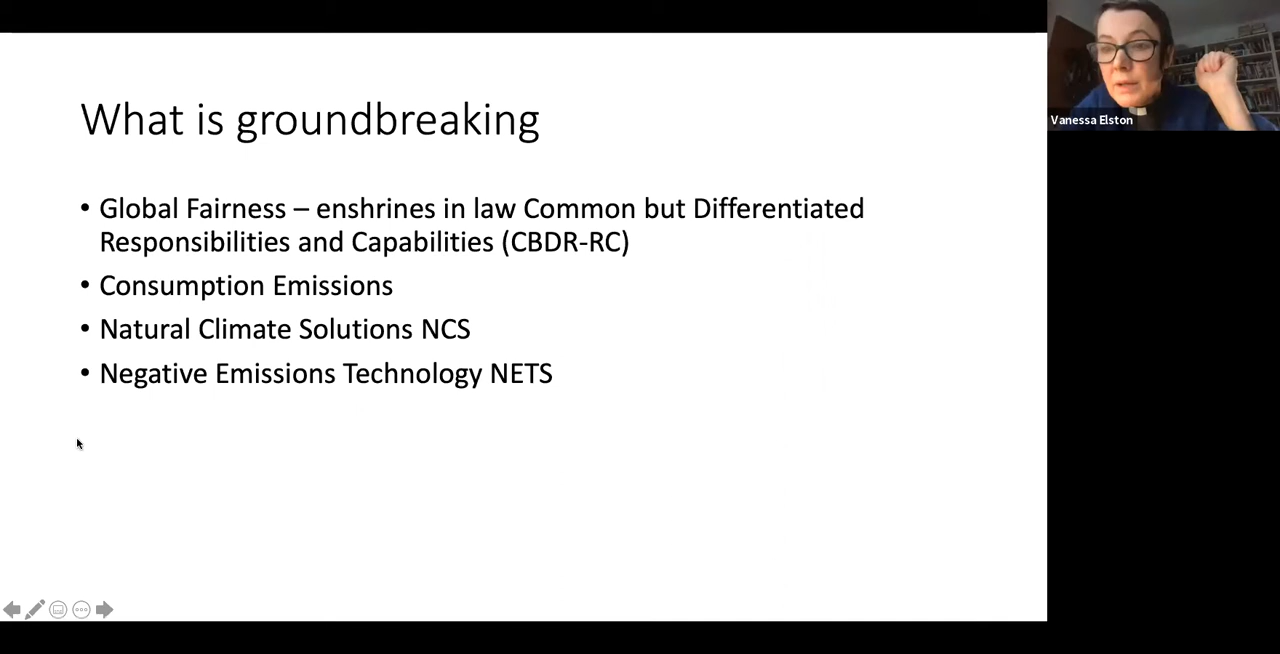 What is groundbreaking
• Global Fairness – enshrines in law Common but Differentiated
Responsibilities and Capabilities (CBDR-RC)
• Consumption Emissions
• Natural Climate Solutions NCS
• Negative Emissions Technology NETS
Vanessa Elston